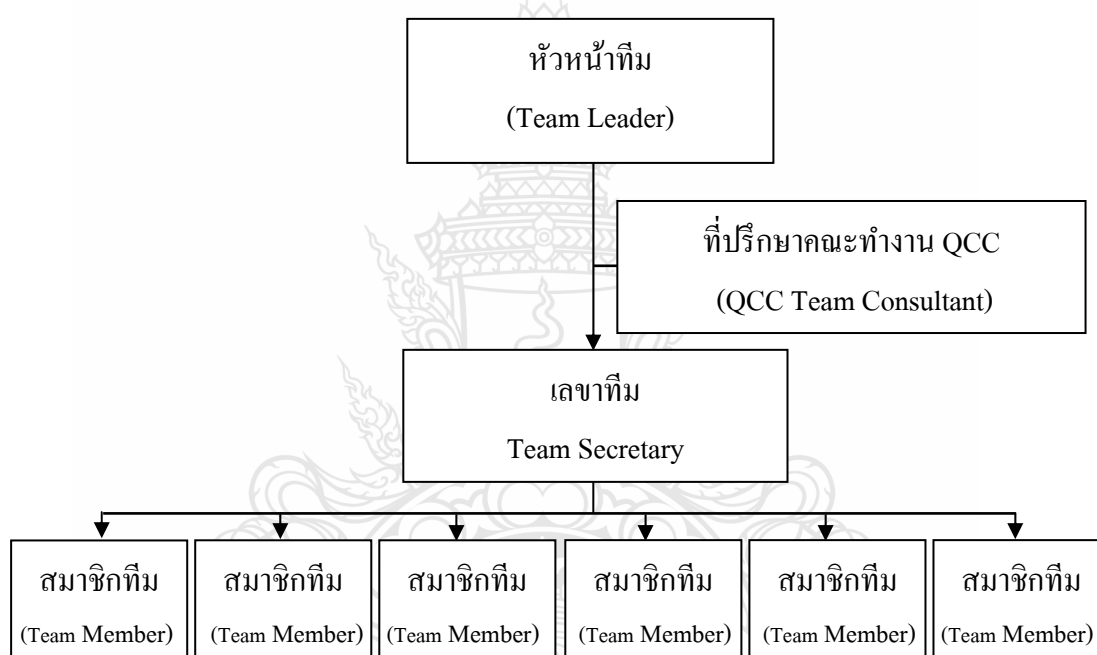 หัวหน้าทีม
(Team Leader)
ที่ปรึกษาคณะทำงาน QCC
(QCC Team Consultant)
เลขาทีม
Team Secretary
สมาชิกทีม
(Team Member)
สมาชิกทีม
(Team Member)
สมาชิกทีม
(Team Member)
สมาชิกทีม
(Team Member)
สมาชิกทีม
(Team Member)
สมาชิกทีม
(Team Member)